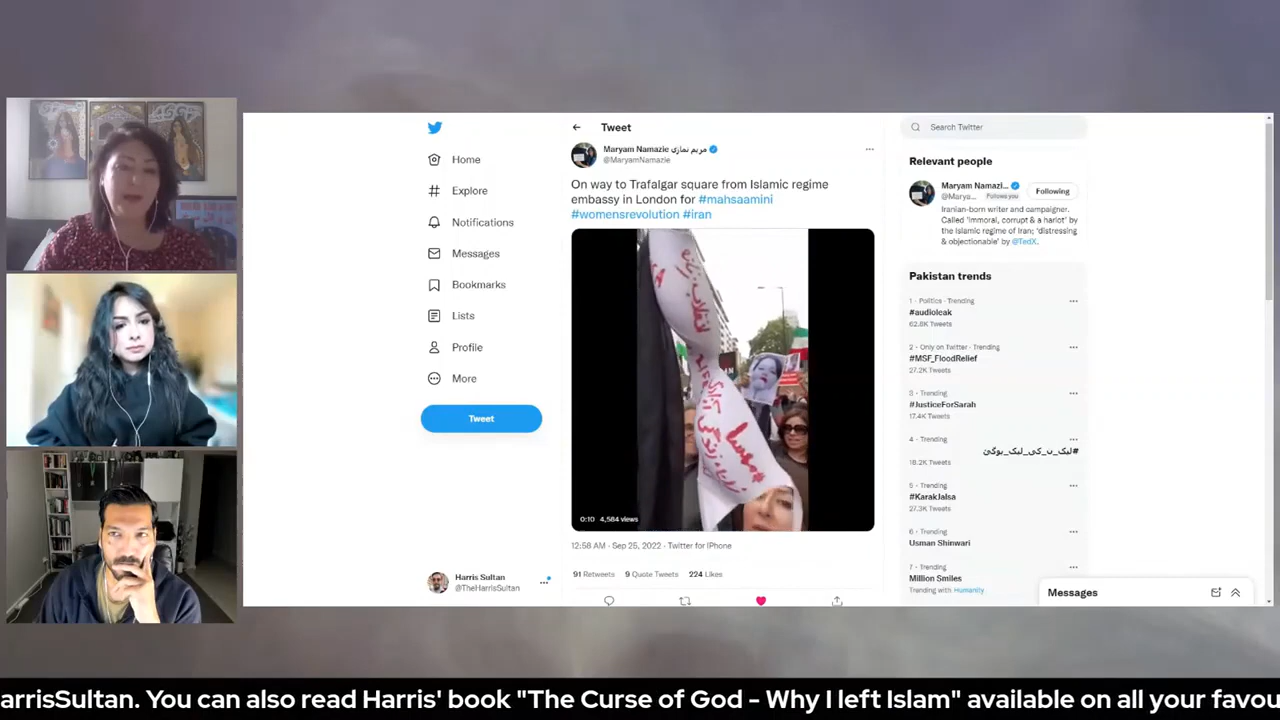 Home
Explore
Notifications
Messages
Bookmarks
Lists
Profile
More
Tweet
Harris Sultan
@TheHarrisSultan
Tweet
Maryam Namazie مریم نمازی
@MaryamNamazie
On way to Trafalgar square from Islamic regime
embassy in London for #mahsaamini
#womensrevolution #iran
0:10 4,584 views
12:58 AM · Sep 25, 2022 · Twitter for iPhone
91 Retweets 9 Quote Tweets 224 Likes
Search Twitter
Relevant people
Maryam Namazi...
@Marya... Follows you
Following
Iranian-born writer and campaigner.
Called 'immoral, corrupt & a harlot' by
the Islamic regime of Iran; 'distressing
& objectionable' by @TedX.
Pakistan trends
1 · Politics · Trending
#audioleak
62.8K Tweets
2 · Only on Twitter · Trending
#MSF_FloodRelief
27.2K Tweets
3 · Trending
#JusticeForSarah
17.4K Tweets
4 · Trending
18.2K Tweets
5 · Trending
#KarakJalsa
27.3K Tweets
6 · Trending
Usman Shinwari
7 · Trending
Million Smiles
Trending with Humanity
Messages
arrisSultan. You can also read Harris' book "The Curse of God - Why I left Islam" available on all your favou